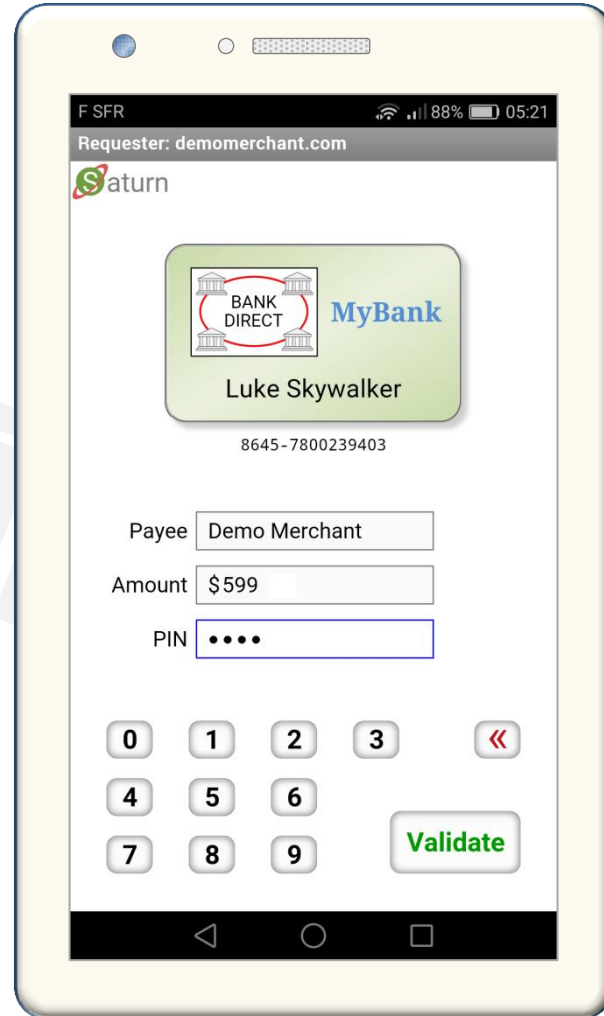 F SFR 88% 05:21
Requester: demomerchant.com
Saturn
BANK
DIRECT
MyBank
Luke Skywalker
8645-7800239403
Payee Demo Merchant
Amount $599
PIN ••••
0 1 2 3 «
4 5 6
Validate
7 8 9